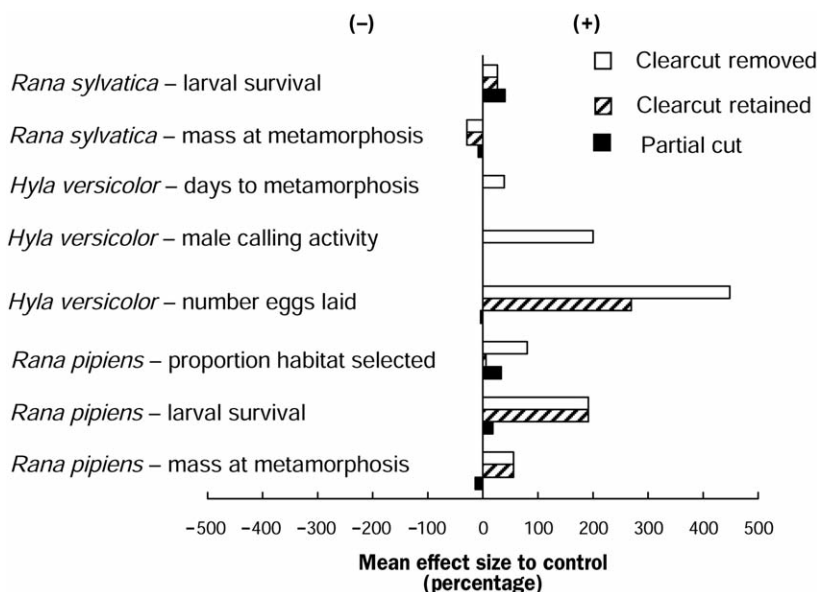 (–) (+)
Clearcut removed
Clearcut retained
Partial cut
Rana sylvatica – larval survival
Rana sylvatica – mass at metamorphosis
Hyla versicolor – days to metamorphosis
Hyla versicolor – male calling activity
Hyla versicolor – number eggs laid
Rana pipiens – proportion habitat selected
Rana pipiens – larval survival
Rana pipiens – mass at metamorphosis
–500 –400 –300 –200 –100 0 100 200 300 400 500
Mean effect size to control
(percentage)